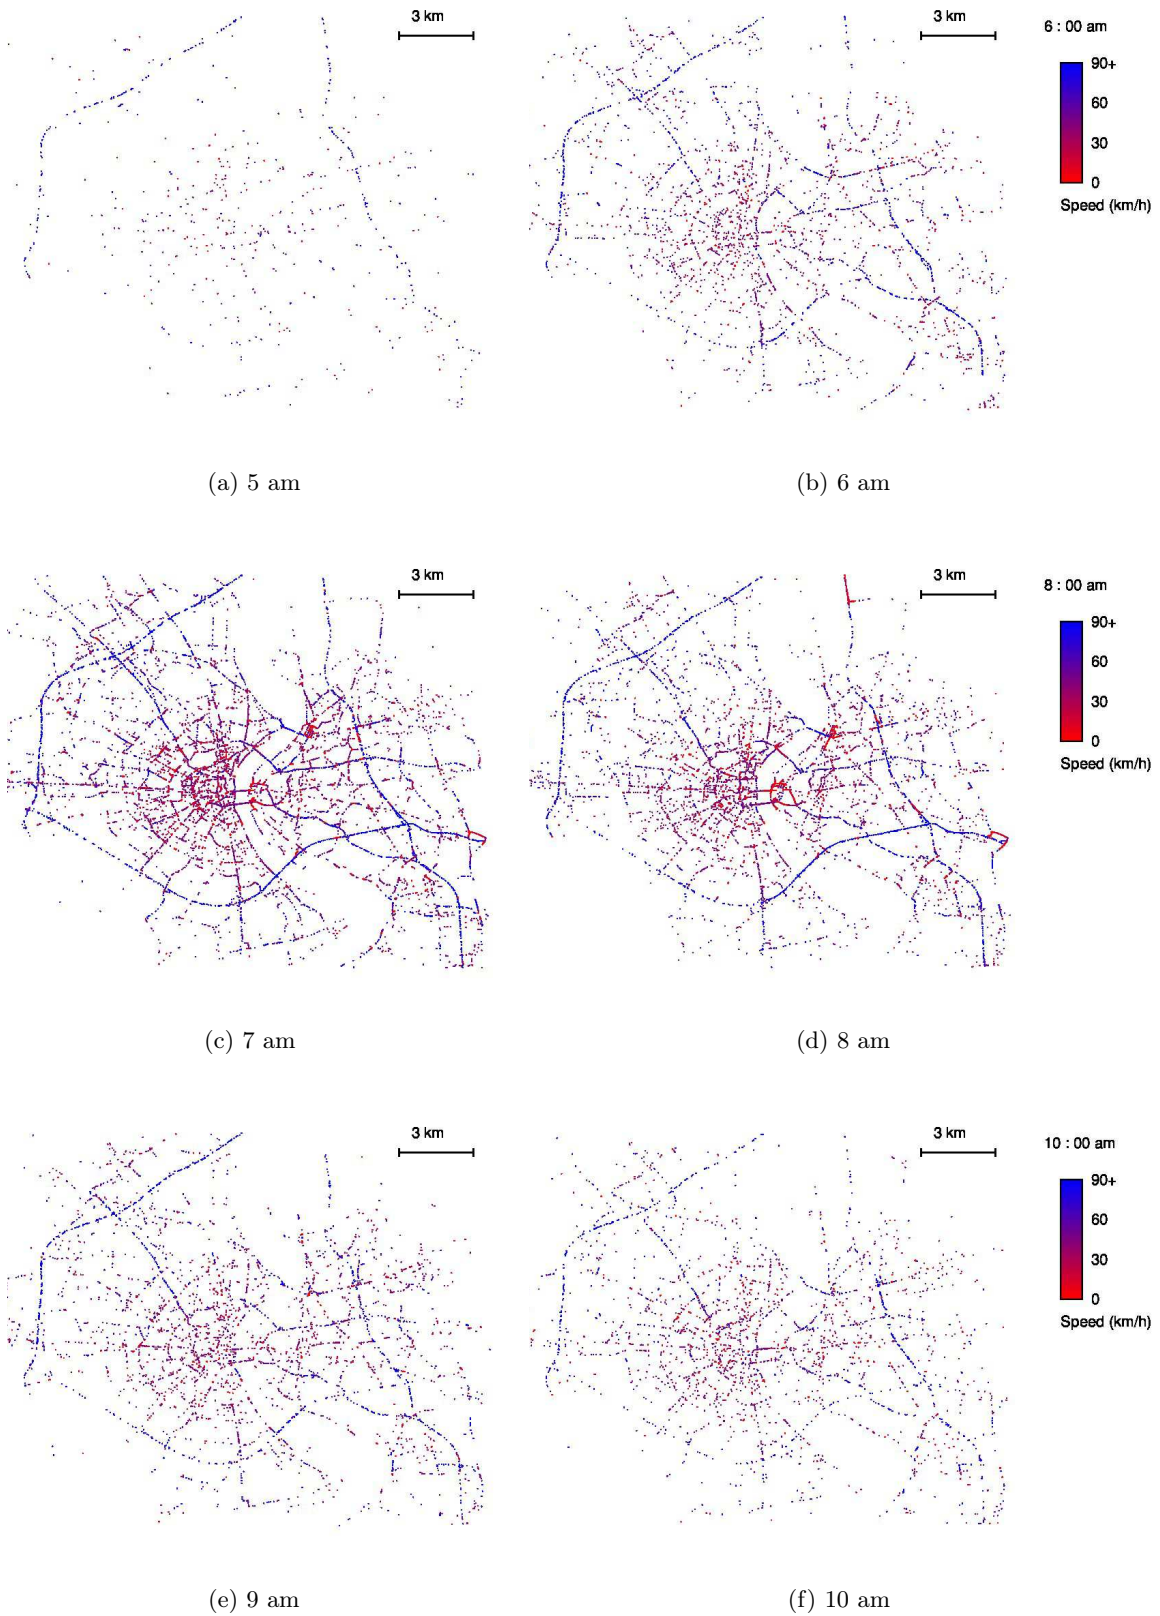 3 km
3 km
6 : 00 am
90+
60
30
0
Speed (km/h)
(a) 5 am
(b) 6 am
3 km
3 km
8 : 00 am
90+
60
30
0
Speed (km/h)
(c) 7 am
(d) 8 am
3 km
3 km
10 : 00 am
90+
60
30
0
Speed (km/h)
(e) 9 am
(f) 10 am